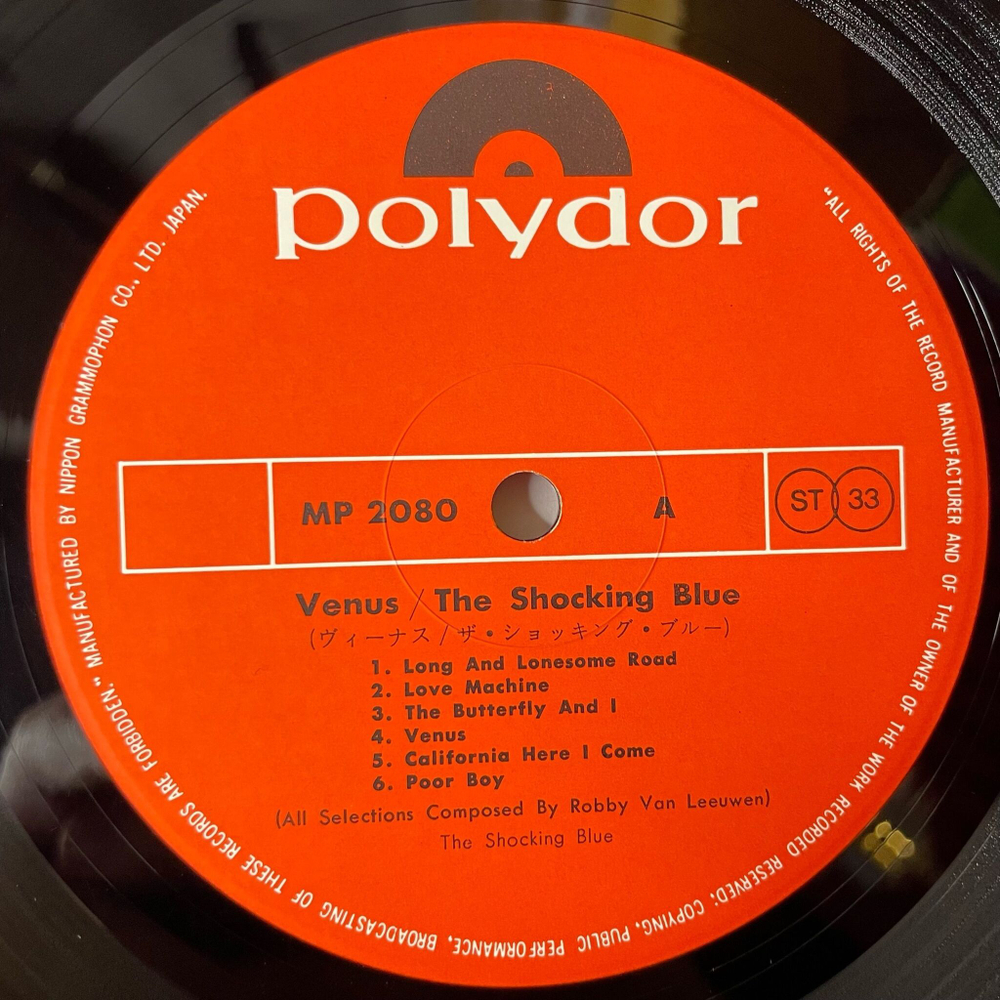 polydor
"ALL RIGHTS OF THE RECORD MANUFACTURER AND OF THE OWNER OF THE WORK RECORDED RESERVED; COPYING, PUBLIC PERFORMANCE, BROADCASTING OF THESE RECORDS ARE FORBIDDEN." MANUFACTURED BY NIPPON GRAMMOPHON CO., LTD. JAPAN.
MP 2080 A ST 33
Venus / The Shocking Blue
(ヴィーナス / ザ・ショッキング・ブルー)
1. Long And Lonesome Road
2. Love Machine
3. The Butterfly And I
4. Venus
5. California Here I Come
6. Poor Boy
(All Selections Composed By Robby Van Leeuwen)
The Shocking Blue